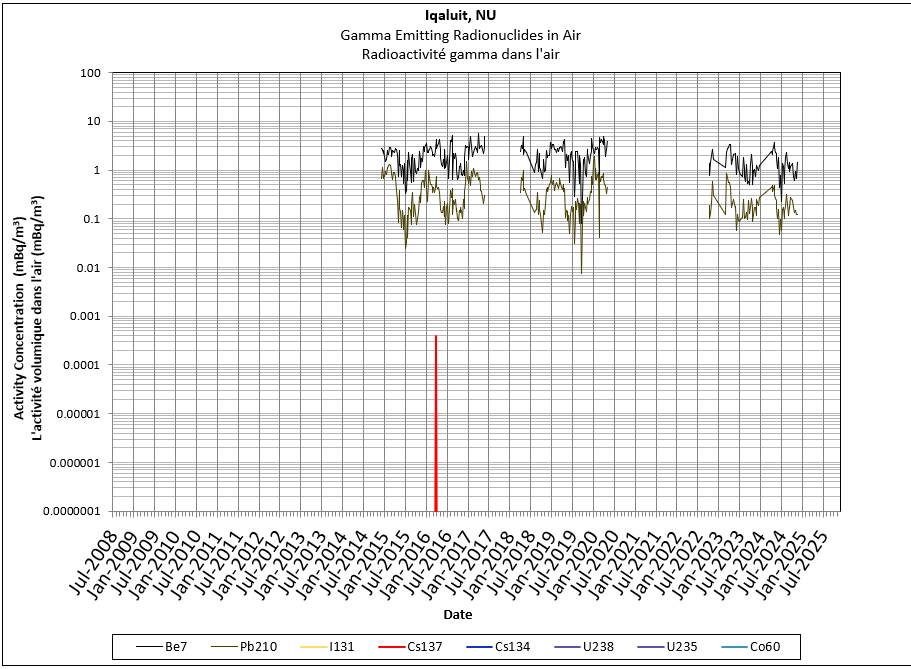 Iqaluit, NU
Gamma Emitting Radionuclides in Air
Radioactivité gamma dans l'air
Activity Concentration (mBq/m³)
L'activité volumique dans l'air (mBq/m³)
100
10
1
0.1
0.01
0.001
0.0001
0.00001
0.000001
0.0000001
Jul-2008
Jan-2009
Jul-2009
Jan-2010
Jul-2010
Jan-2011
Jul-2011
Jan-2012
Jul-2012
Jan-2013
Jul-2013
Jan-2014
Jul-2014
Jan-2015
Jul-2015
Jan-2016
Jul-2016
Jan-2017
Jul-2017
Jan-2018
Jul-2018
Jan-2019
Jul-2019
Jan-2020
Jul-2020
Jan-2021
Jul-2021
Jan-2022
Jul-2022
Jan-2023
Jul-2023
Jan-2024
Jul-2024
Jan-2025
Jul-2025
Date
Be7 Pb210 I131 Cs137 Cs134 U238 U235 Co60